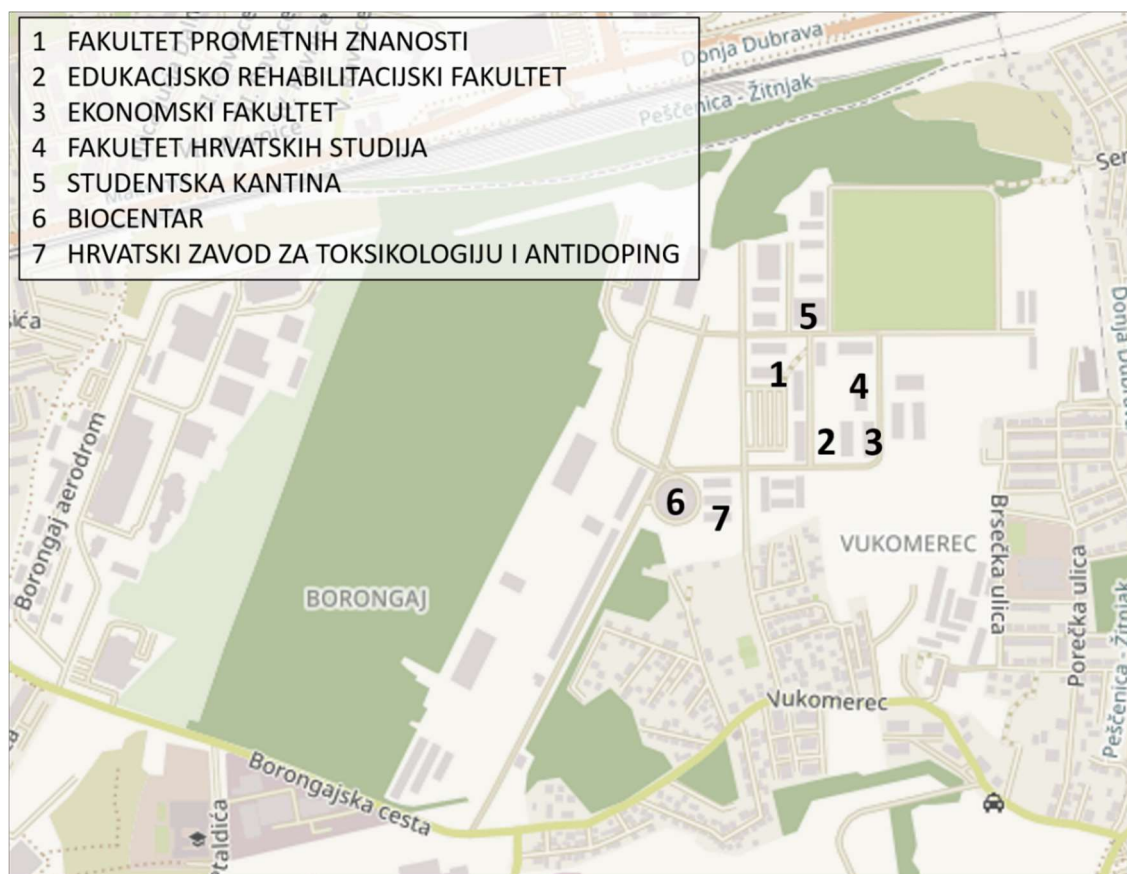 1 FAKULTET PROMETNIH ZNANOSTI
2 EDUKACIJSKO REHABILITACIJSKI FAKULTET
3 EKONOMSKI FAKULTET
4 FAKULTET HRVATSKIH STUDIJA
5 STUDENTSKA KANTINA
6 BIOCENTAR
7 HRVATSKI ZAVOD ZA TOKSIKOLOGIJU I ANTIDOPING
Donja Dubrava
Peščenica - Žitnjak
5
1
4
2
3
6
7
Borongaj aerodrom
BORONGAJ
VUKOMEREC
Brsečka ulica
Porečka ulica
Donja Dubrava
Peščenica - Žitnjak
Vukomerec
Borongajska cesta